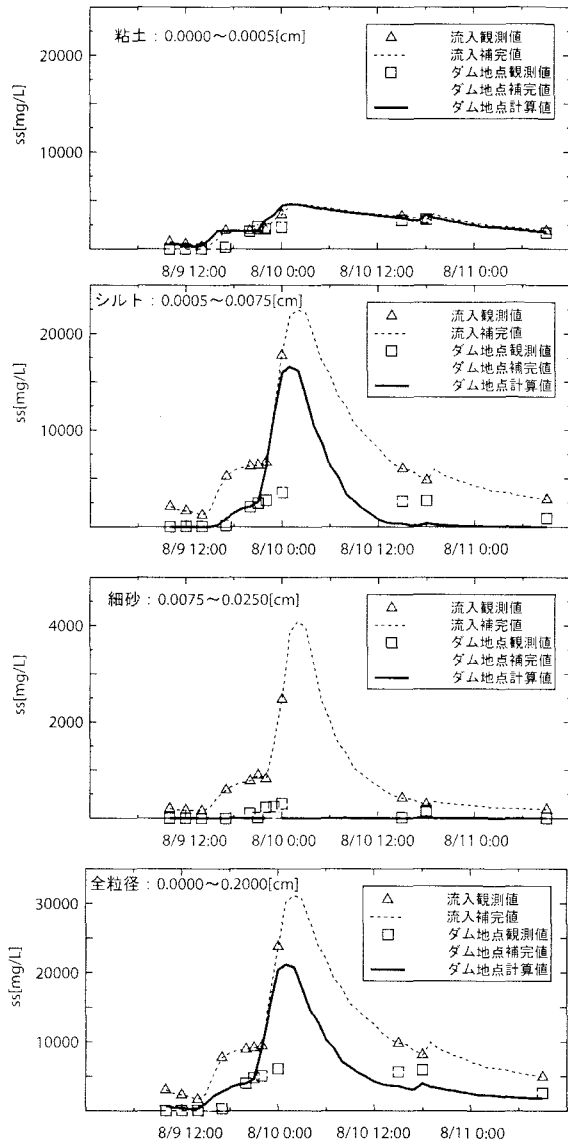 粘土：0.0000～0.0005[cm]
流入観測値
流入補完値
ダム地点観測値
ダム地点補完値
ダム地点計算値
ss[mg/L]
20000
10000
8/9 12:00 8/10 0:00 8/10 12:00 8/11 0:00
シルト：0.0005～0.0075[cm]
流入観測値
流入補完値
ダム地点観測値
ダム地点補完値
ダム地点計算値
ss[mg/L]
20000
10000
8/9 12:00 8/10 0:00 8/10 12:00 8/11 0:00
細砂：0.0075～0.0250[cm]
流入観測値
流入補完値
ダム地点観測値
ダム地点補完値
ダム地点計算値
ss[mg/L]
4000
2000
8/9 12:00 8/10 0:00 8/10 12:00 8/11 0:00
全粒径：0.0000～0.2000[cm]
流入観測値
流入補完値
ダム地点観測値
ダム地点補完値
ダム地点計算値
ss[mg/L]
30000
20000
10000
8/9 12:00 8/10 0:00 8/10 12:00 8/11 0:00